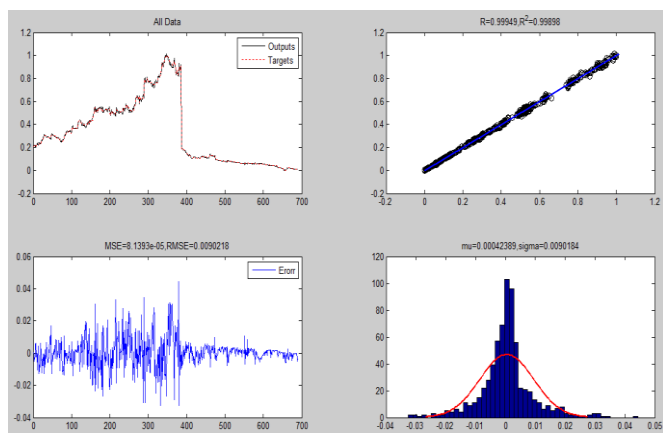 All Data
1.2
1
0.8
0.6
0.4
0.2
0
-0.2
0 100 200 300 400 500 600 700
Outputs
Targets
R=0.99949,R²=0.99898
1.2
1
0.8
0.6
0.4
0.2
0
-0.2
-0.2 0 0.2 0.4 0.6 0.8 1 1.2
MSE=8.1393e-05,RMSE=0.0090218
0.06
0.04
0.02
0
-0.02
-0.04
0 100 200 300 400 500 600 700
Erorr
mu=0.00042389,sigma=0.0090184
120
100
80
60
40
20
0
-0.04 -0.03 -0.02 -0.01 0 0.01 0.02 0.03 0.04 0.05